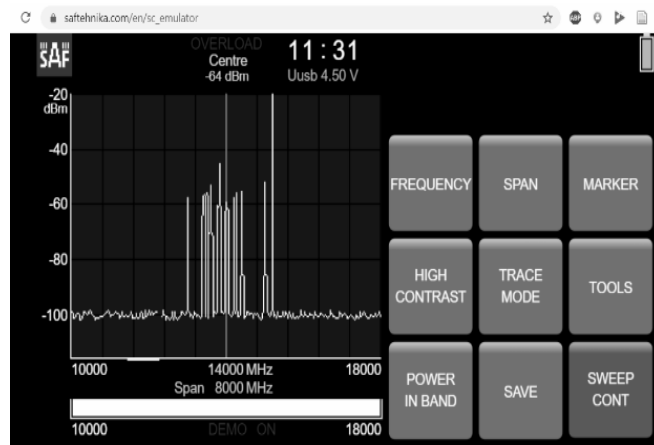 saftehnika.com/en/sc_emulator
ABP
SAF
OVERLOAD
Centre
-64 dBm
11:31
Uusb 4.50 V
-20
dBm
-40
-60
-80
-100
10000 14000 MHz 18000
Span 8000 MHz
10000 DEMO ON 18000
FREQUENCY
SPAN
MARKER
HIGH
CONTRAST
TRACE
MODE
TOOLS
POWER
IN BAND
SAVE
SWEEP
CONT